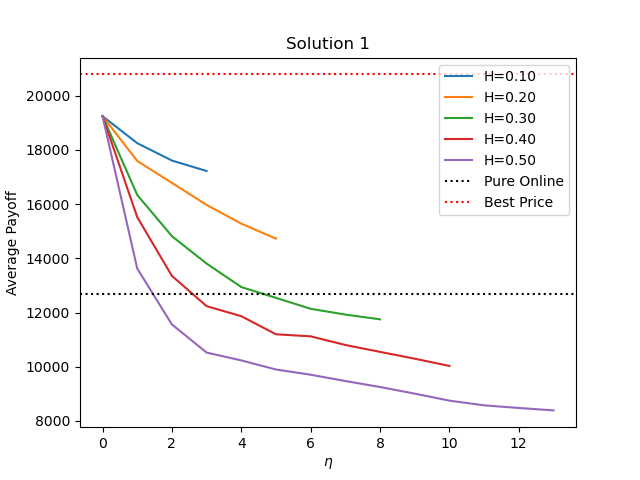 Solution 1
Average Payoff
20000
18000
16000
14000
12000
10000
8000
0 2 4 6 8 10 12
η
H=0.10
H=0.20
H=0.30
H=0.40
H=0.50
Pure Online
Best Price